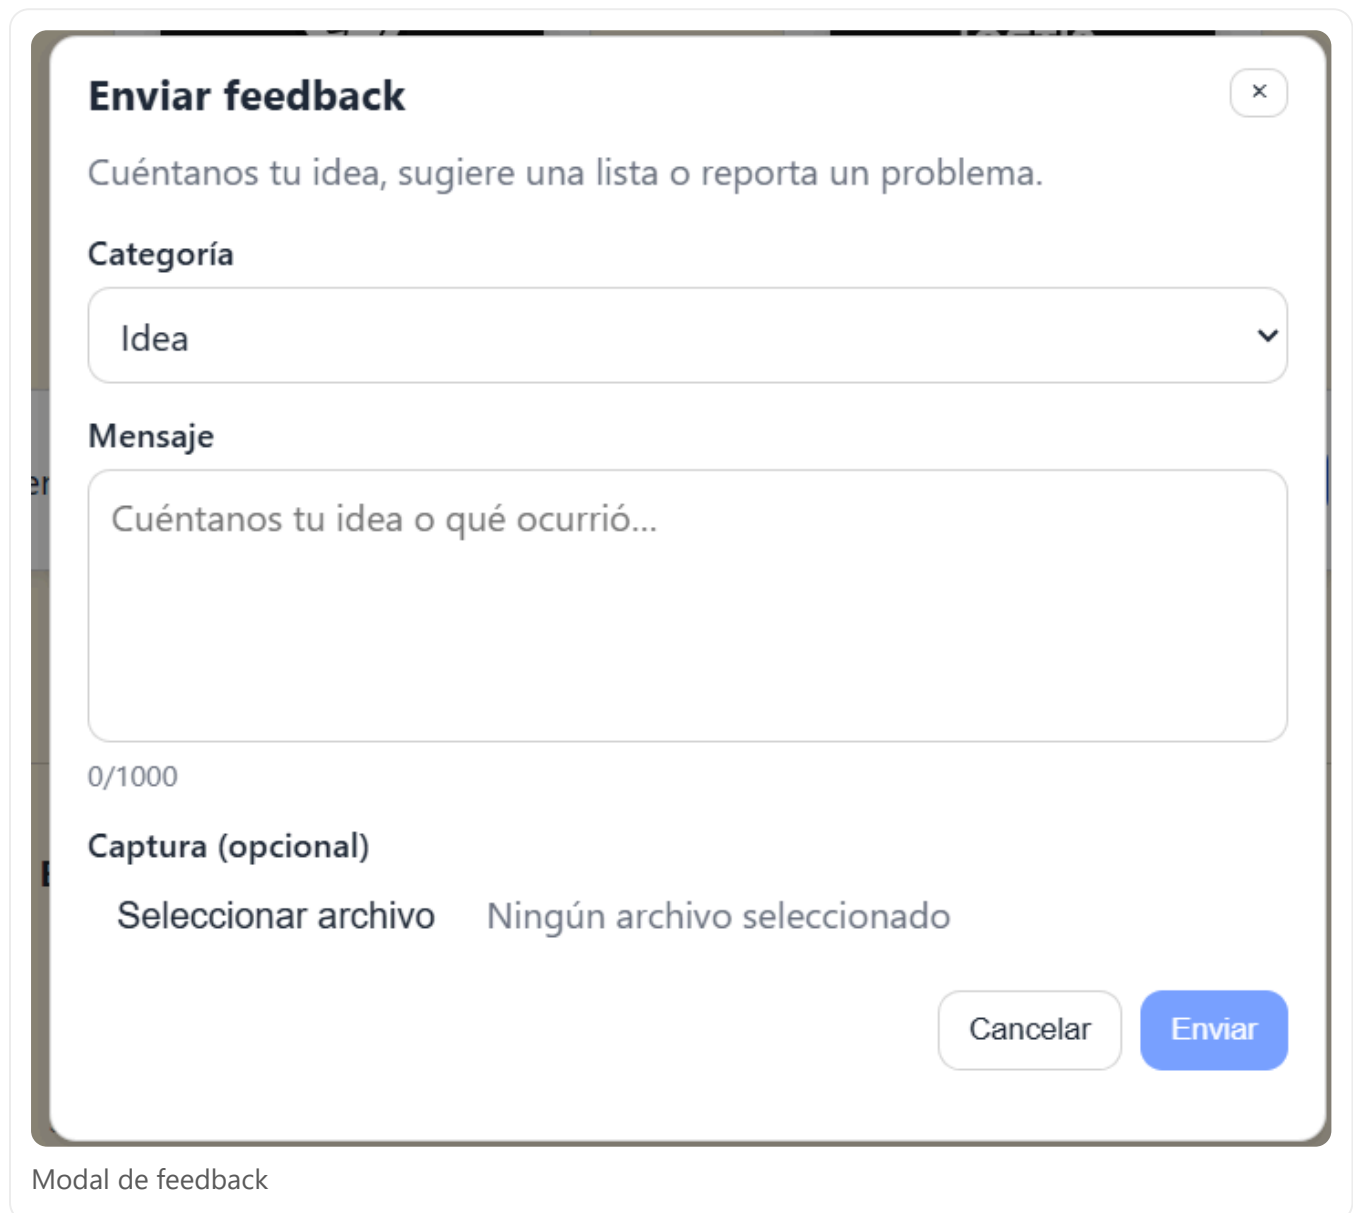 Enviar feedback
×
Cuéntanos tu idea, sugiere una lista o reporta un problema.
Categoría
Idea
Mensaje
Cuéntanos tu idea o qué ocurrió...
0/1000
Captura (opcional)
Seleccionar archivo Ningún archivo seleccionado
Cancelar Enviar
Modal de feedback